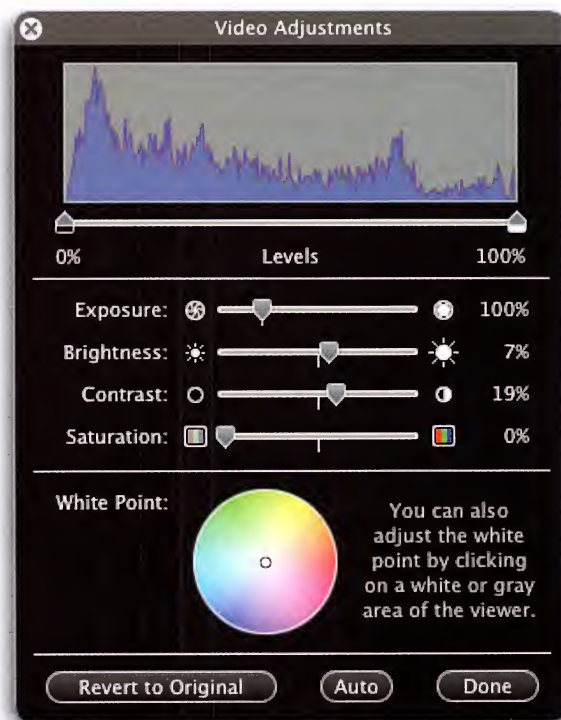 Video Adjustments
0% Levels 100%
Exposure: 100%
Brightness: 7%
Contrast: 19%
Saturation: 0%
White Point:
You can also
adjust the white
point by clicking
on a white or gray
area of the viewer.
Revert to Original Auto Done